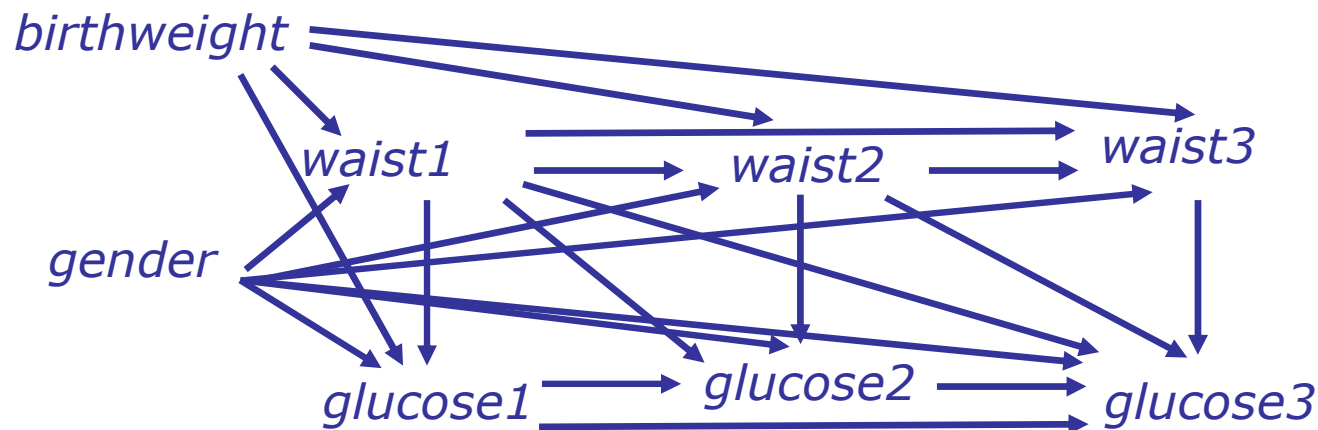 birthweight
waist1
waist2
waist3
gender
glucose1
glucose2
glucose3